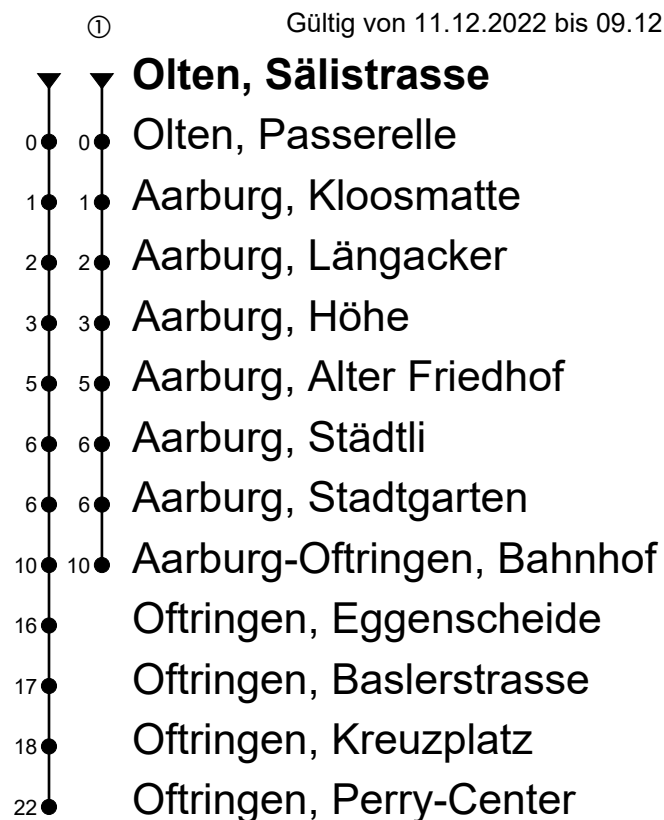 ① Gültig von 11.12.2022 bis 09.12
Olten, Sälistrasse
0 0 Olten, Passerelle
1 1 Aarburg, Kloosmatte
2 2 Aarburg, Längacker
3 3 Aarburg, Höhe
5 5 Aarburg, Alter Friedhof
6 6 Aarburg, Städtli
6 6 Aarburg, Stadtgarten
10 10 Aarburg-Oftringen, Bahnhof
16 Oftringen, Eggenscheide
17 Oftringen, Baslerstrasse
18 Oftringen, Kreuzplatz
22 Oftringen, Perry-Center